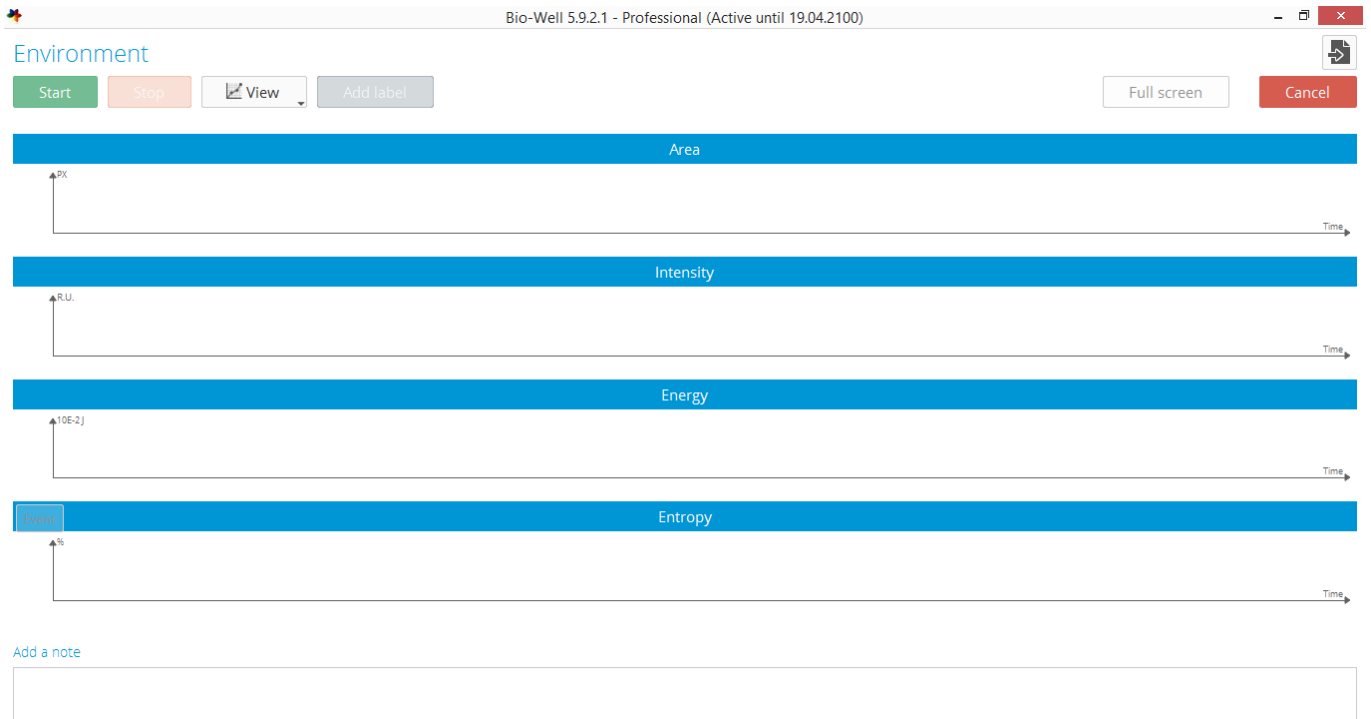 Bio-Well 5.9.2.1 - Professional (Active until 19.04.2100)
Environment
Start Stop View Add label Full screen Cancel
Area
PX
Time
Intensity
R.U.
Time
Energy
10E-2 J
Time
Entropy
%
Time
Add a note